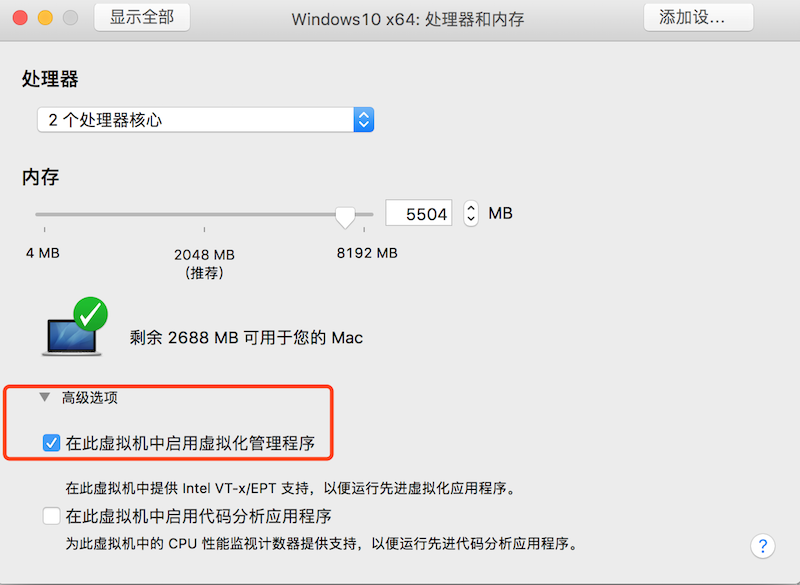 显示全部
Windows10 x64: 处理器和内存
添加设...
处理器
2 个处理器核心
内存
5504 MB
4 MB
2048 MB
8192 MB
(推荐)
剩余 2688 MB 可用于您的 Mac
高级选项
在此虚拟机中启用虚拟化管理程序
在此虚拟机中提供 Intel VT-x/EPT 支持，以便运行先进虚拟化应用程序。
在此虚拟机中启用代码分析应用程序
为此虚拟机中的 CPU 性能监视计数器提供支持，以便运行先进代码分析应用程序。
?